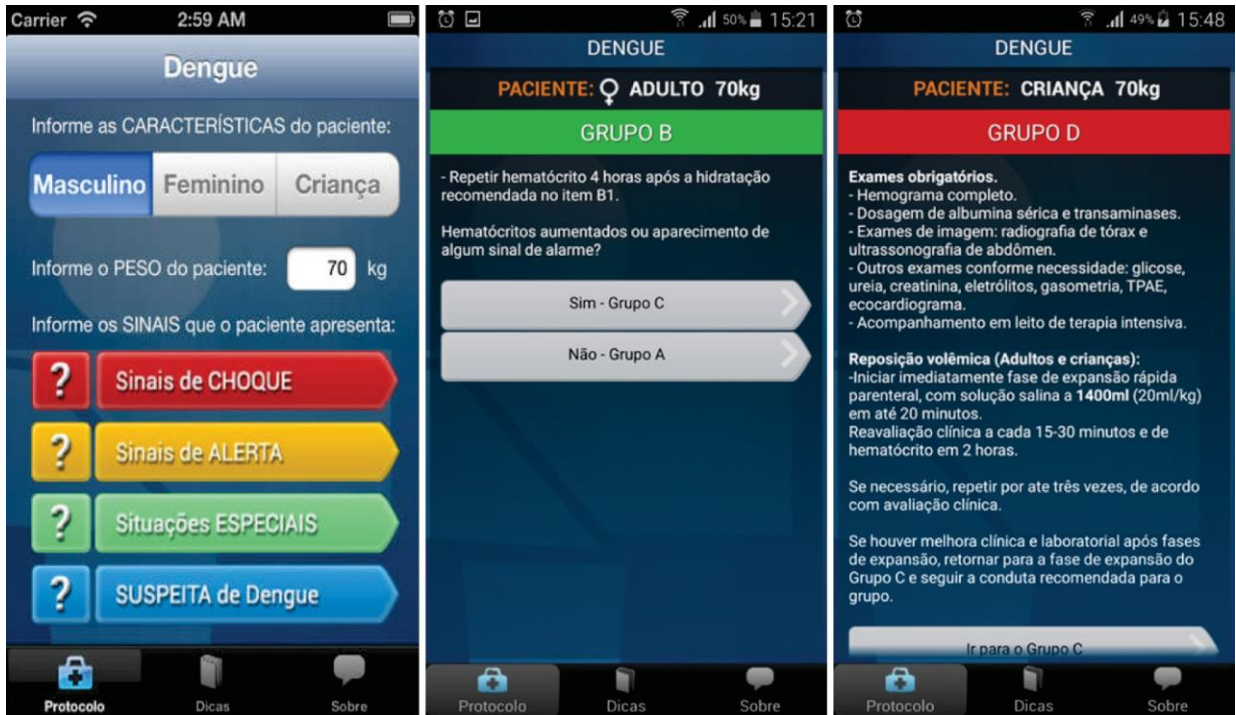 Carrier 2:59 AM
Dengue
Informe as CARACTERÍSTICAS do paciente:
Masculino Feminino Criança
Informe o PESO do paciente: 70 kg
Informe os SINAIS que o paciente apresenta:
? Sinais de CHOQUE
? Sinais de ALERTA
? Situações ESPECIAIS
? SUSPEITA de Dengue
Protocolo Dicas Sobre
50% 15:21
DENGUE
PACIENTE: ♀ ADULTO 70kg
GRUPO B
- Repetir hematócrito 4 horas após a hidratação
recomendada no item B1.
Hematócritos aumentados ou aparecimento de
algum sinal de alarme?
Sim - Grupo C
Não - Grupo A
Protocolo Dicas Sobre
49% 15:48
DENGUE
PACIENTE: CRIANÇA 70kg
GRUPO D
Exames obrigatórios.
- Hemograma completo.
- Dosagem de albumina sérica e transaminases.
- Exames de imagem: radiografia de tórax e
ultrassonografia de abdômen.
- Outros exames conforme necessidade: glicose,
ureia, creatinina, eletrólitos, gasometria, TPAE,
ecocardiograma.
- Acompanhamento em leito de terapia intensiva.
Reposição volêmica (Adultos e crianças):
-Iniciar imediatamente fase de expansão rápida
parenteral, com solução salina a 1400ml (20ml/kg)
em até 20 minutos.
Reavaliação clínica a cada 15-30 minutos e de
hematócrito em 2 horas.
Se necessário, repetir por ate três vezes, de acordo
com avaliação clínica.
Se houver melhora clínica e laboratorial após fases
de expansão, retornar para a fase de expansão do
Grupo C e seguir a conduta recomendada para o
grupo.
Ir para o Grupo C
Protocolo Dicas Sobre